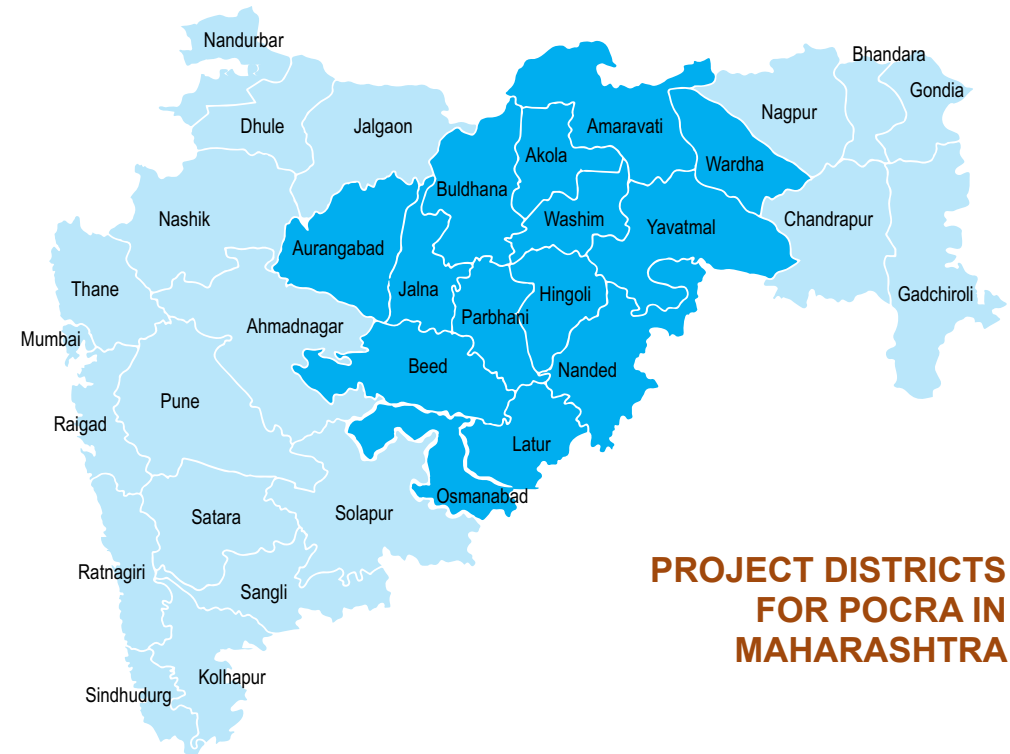 Nandurbar
Bhandara
Gondia
Nagpur
Dhule
Jalgaon
Amaravati
Akola
Wardha
Buldhana
Nashik
Washim
Yavatmal
Chandrapur
Aurangabad
Thane
Jalna
Hingoli
Gadchiroli
Parbhani
Ahmadnagar
Mumbai
Beed
Nanded
Pune
Raigad
Latur
Osmanabad
Satara
Solapur
Ratnagiri
Sangli
PROJECT DISTRICTS
FOR POCRA IN
MAHARASHTRA
Kolhapur
Sindhudurg